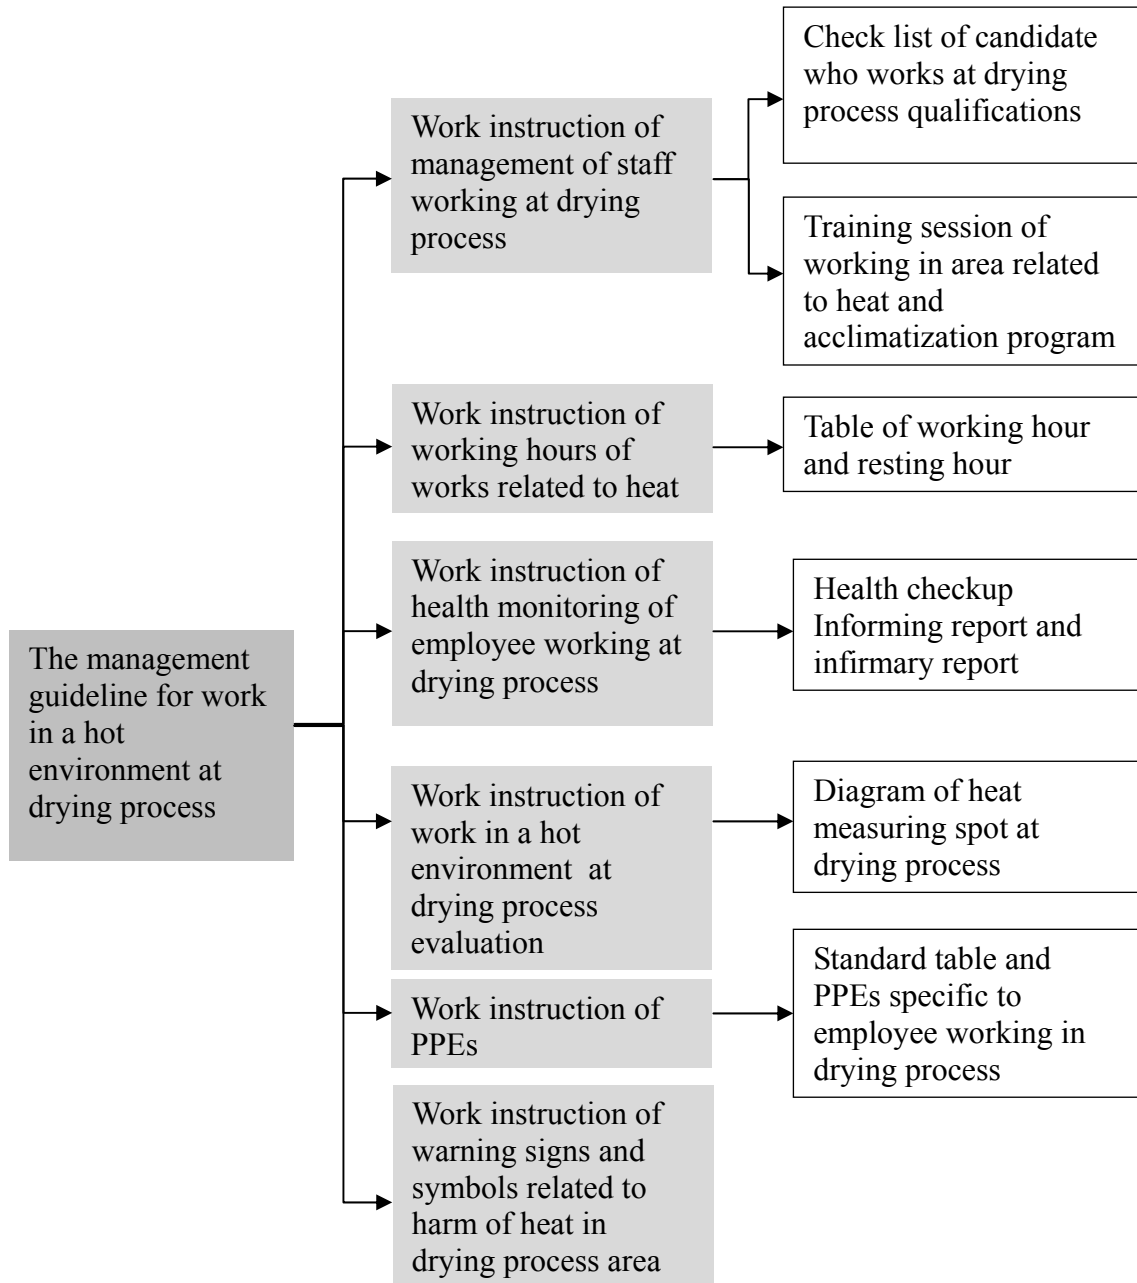 The management
guideline for work
in a hot
environment at
drying process
Work instruction of
management of staff
working at drying
process
Check list of candidate
who works at drying
process qualifications
Training session of
working in area related
to heat and
acclimatization program
Work instruction of
working hours of
works related to heat
Table of working hour
and resting hour
Work instruction of
health monitoring of
employee working at
drying process
Health checkup
Informing report and
infirmary report
Work instruction of
work in a hot
environment  at
drying process
evaluation
Diagram of heat
measuring spot at
drying process
Work instruction of
PPEs
Standard table and
PPEs specific to
employee working in
drying process
Work instruction of
warning signs and
symbols related to
harm of heat in
drying process area